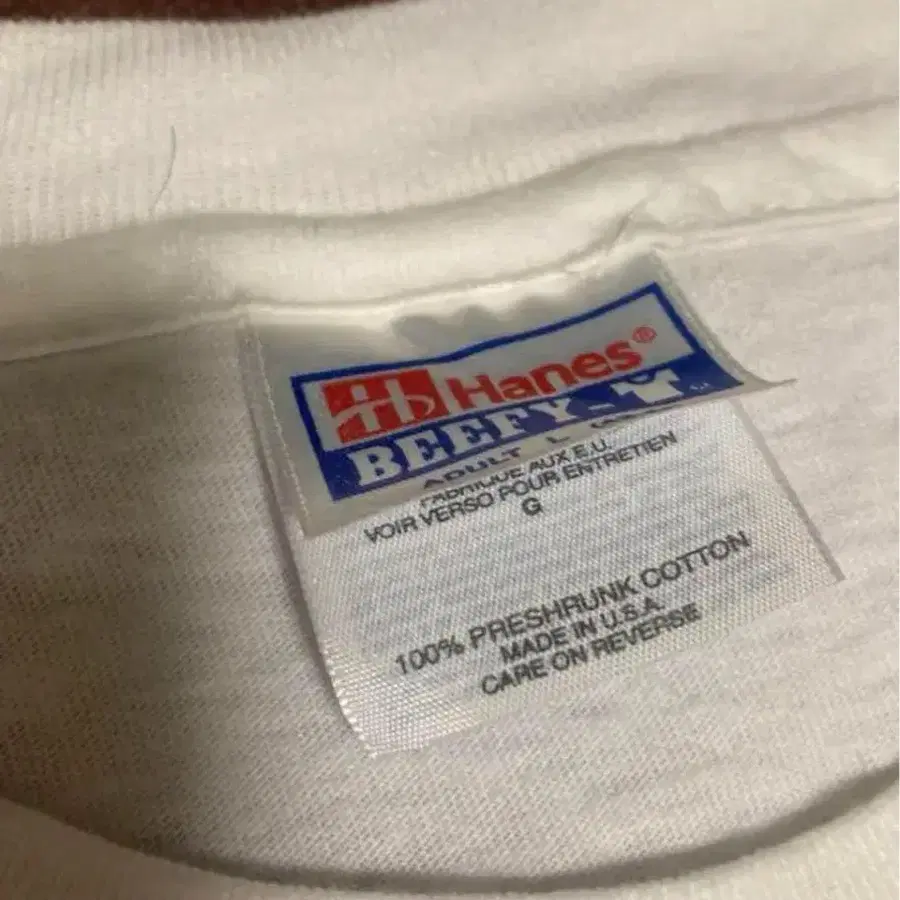 Hanes®
BEEFY-T
ADULT L
FABRIQUE AUX E.U.
VOIR VERSO POUR ENTRETIEN
G
100% PRESHRUNK COTTON
MADE IN U.S.A.
CARE ON REVERSE